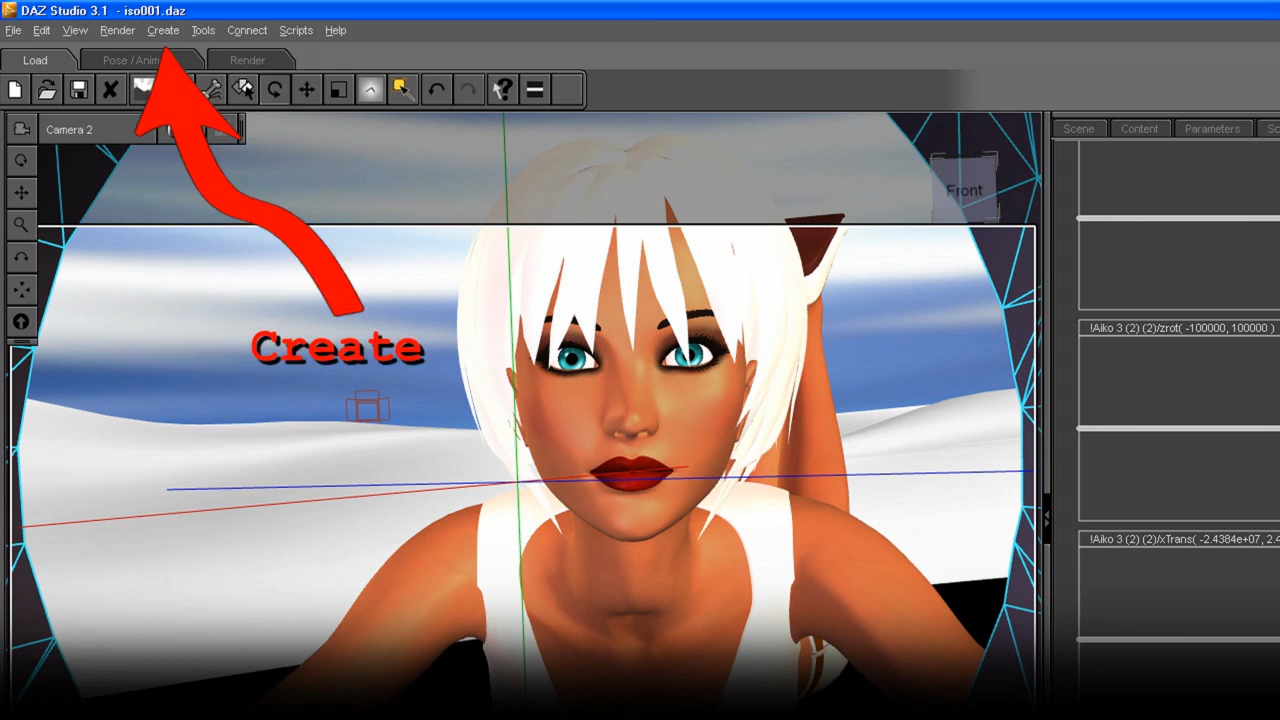 DAZ Studio 3.1 - iso001.daz
File Edit View Render Create Tools Connect Scripts Help
Load Pose / Anim Render
Camera 2
Scene Content Parameters
Front
!Aiko 3 (2) (2)/zrot( -100000, 100000 )
Create
!Aiko 3 (2) (2)/xTrans( -2.4384e+07, 2.4